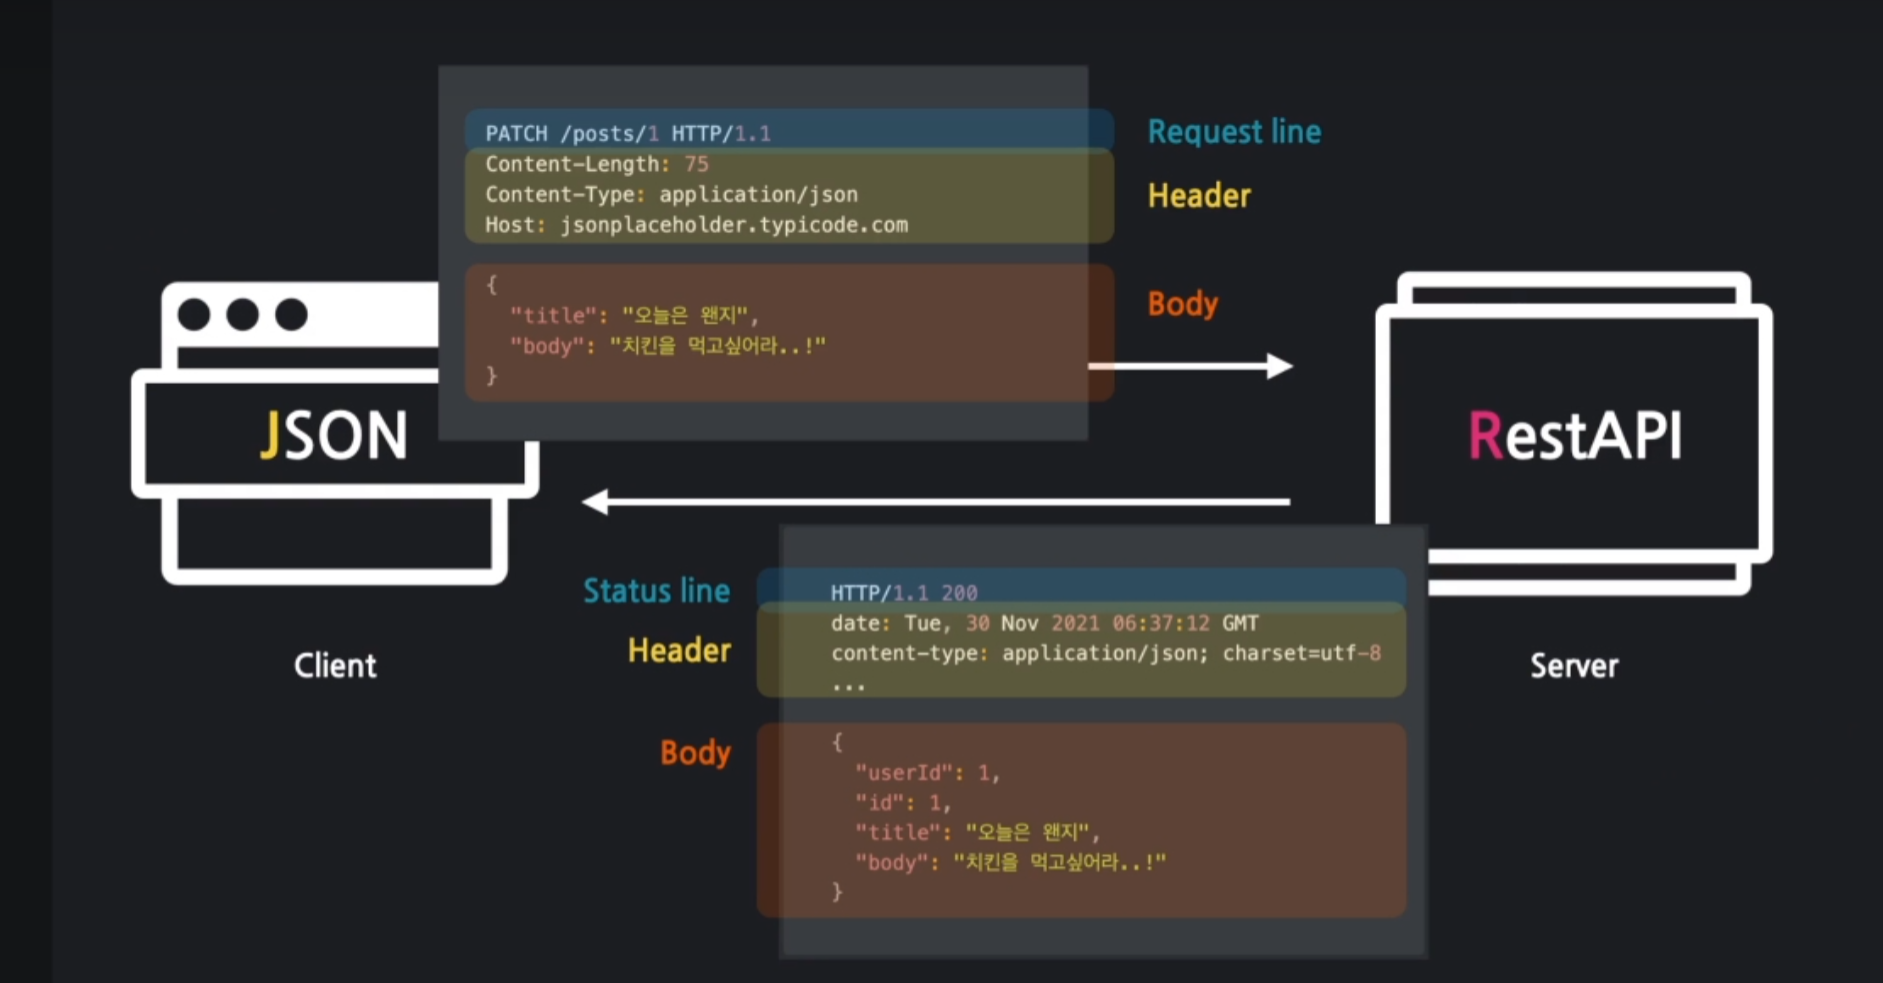 PATCH /posts/1 HTTP/1.1
Request line
Content-Length: 75
Content-Type: application/json
Host: jsonplaceholder.typicode.com
Header
{
"title": "오늘은 왠지",
"body": "치킨을 먹고싶어라..!"
}
Body
JSON
RestAPI
Client
Server
Status line
HTTP/1.1 200
Header
date: Tue, 30 Nov 2021 06:37:12 GMT
content-type: application/json; charset=utf-8
...
Body
{
"userId": 1,
"id": 1,
"title": "오늘은 왠지",
"body": "치킨을 먹고싶어라..!"
}